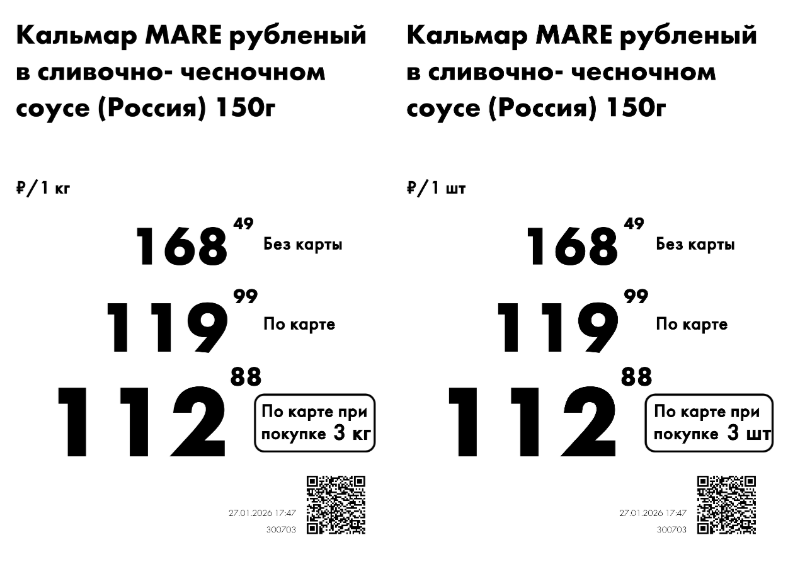 Кальмар MARE рубленый
в сливочно- чесночном
соусе (Россия) 150г
₽/1 кг
168 49 Без карты
119 99 По карте
112 88
По карте при
покупке 3 кг
27.01.2026 17:47
300703
Кальмар MARE рубленый
в сливочно- чесночном
соусе (Россия) 150г
₽/1 шт
168 49 Без карты
119 99 По карте
112 88
По карте при
покупке 3 шт
27.01.2026 17:47
300703